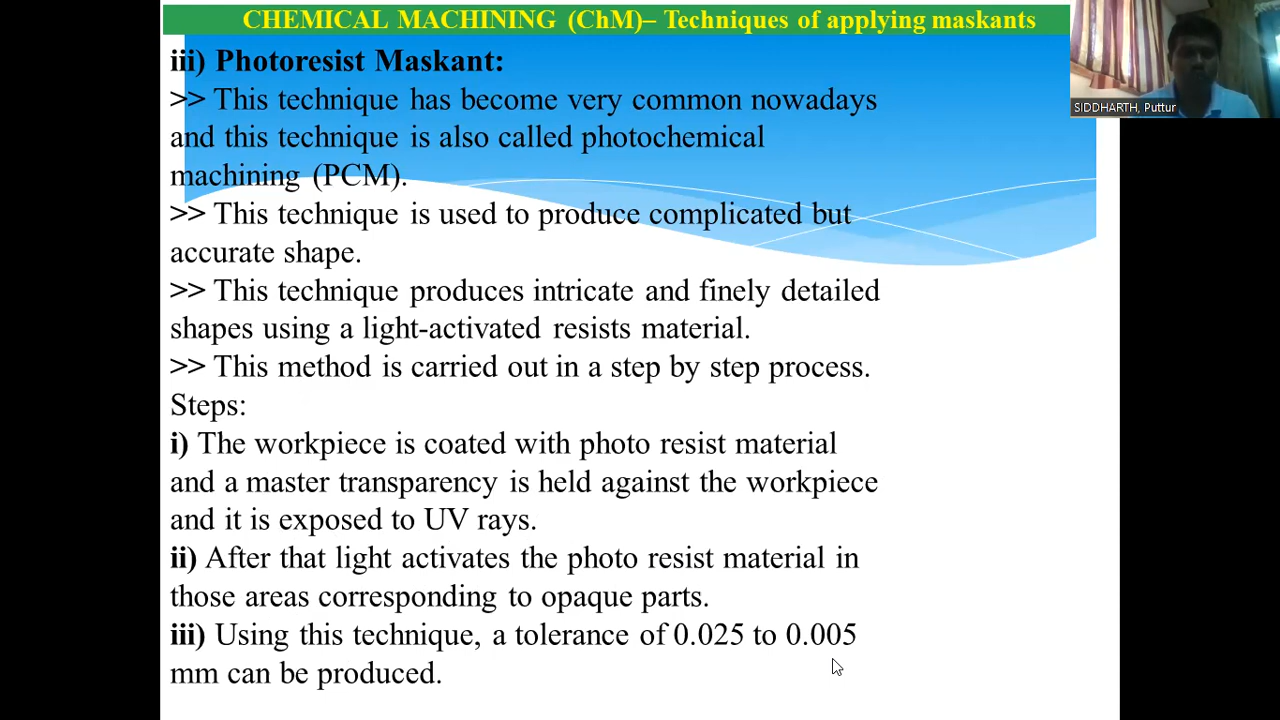 CHEMICAL MACHINING (ChM)– Techniques of applying maskants
SIDDHARTH, Puttur
iii) Photoresist Maskant:
>> This technique has become very common nowadays
and this technique is also called photochemical
machining (PCM).
>> This technique is used to produce complicated but
accurate shape.
>> This technique produces intricate and finely detailed
shapes using a light-activated resists material.
>> This method is carried out in a step by step process.
Steps:
i) The workpiece is coated with photo resist material
and a master transparency is held against the workpiece
and it is exposed to UV rays.
ii) After that light activates the photo resist material in
those areas corresponding to opaque parts.
iii) Using this technique, a tolerance of 0.025 to 0.005
mm can be produced.